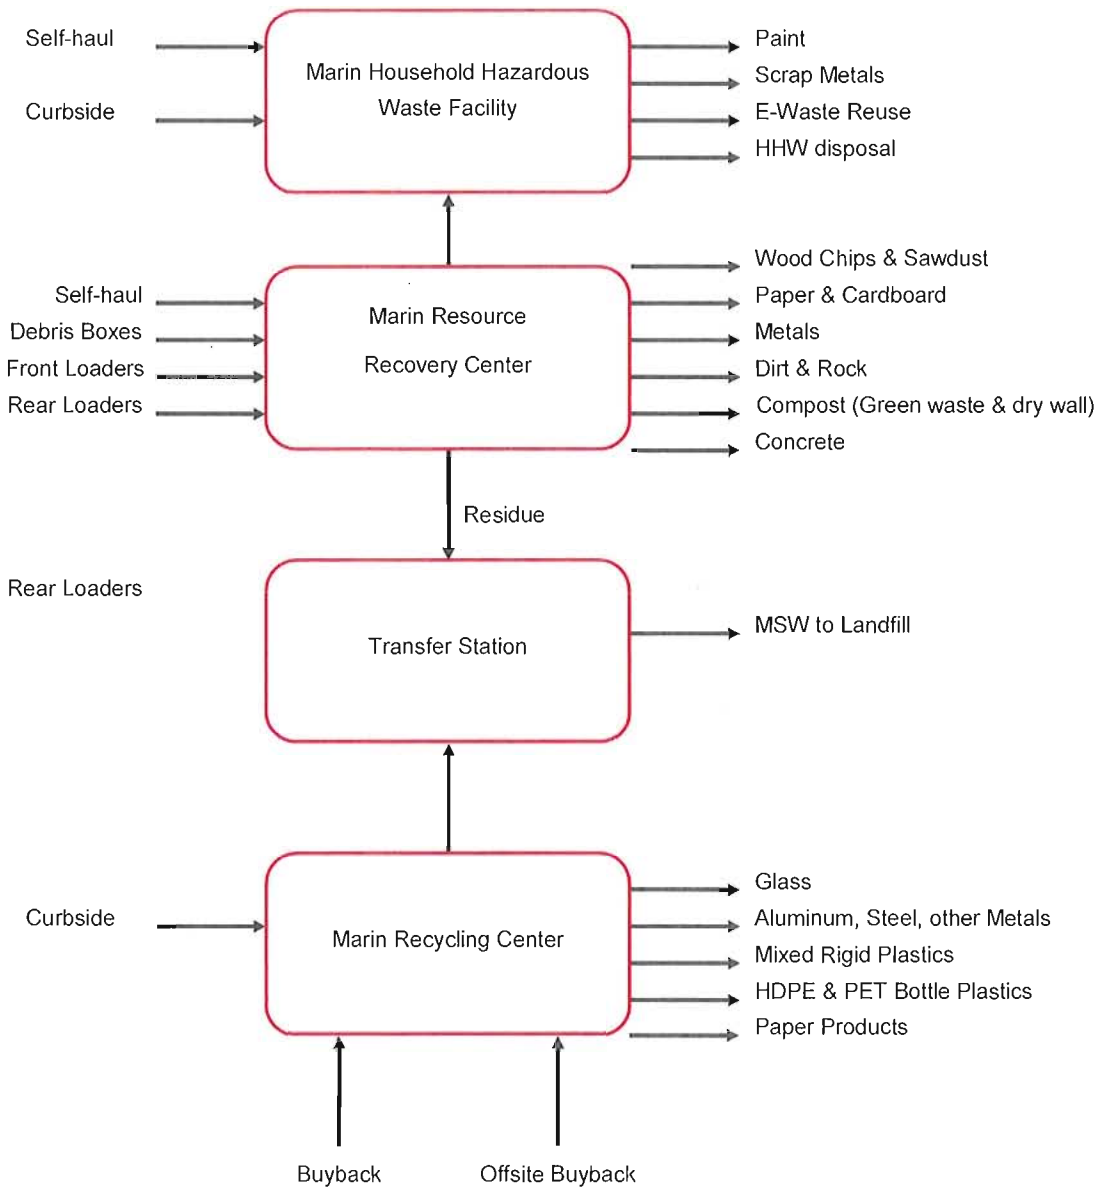 Self-haul
Curbside
Marin Household Hazardous
Waste Facility
Paint
Scrap Metals
E-Waste Reuse
HHW disposal
Self-haul
Debris Boxes
Front Loaders
Rear Loaders
Marin Resource
Recovery Center
Wood Chips & Sawdust
Paper & Cardboard
Metals
Dirt & Rock
Compost (Green waste & dry wall)
Concrete
Residue
Rear Loaders
Transfer Station
MSW to Landfill
Curbside
Marin Recycling Center
Glass
Aluminum, Steel, other Metals
Mixed Rigid Plastics
HDPE & PET Bottle Plastics
Paper Products
Buyback
Offsite Buyback